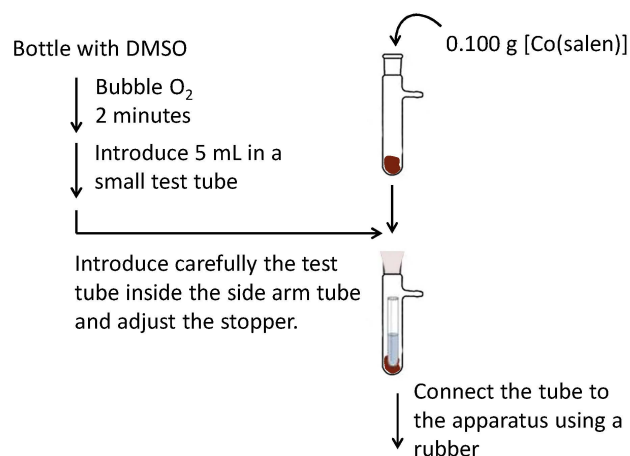 Bottle with DMSO
0.100 g [Co(salen)]
Bubble O₂
2 minutes
Introduce 5 mL in a
small test tube
Introduce carefully the test
tube inside the side arm tube
and adjust the stopper.
Connect the tube to
the apparatus using a
rubber